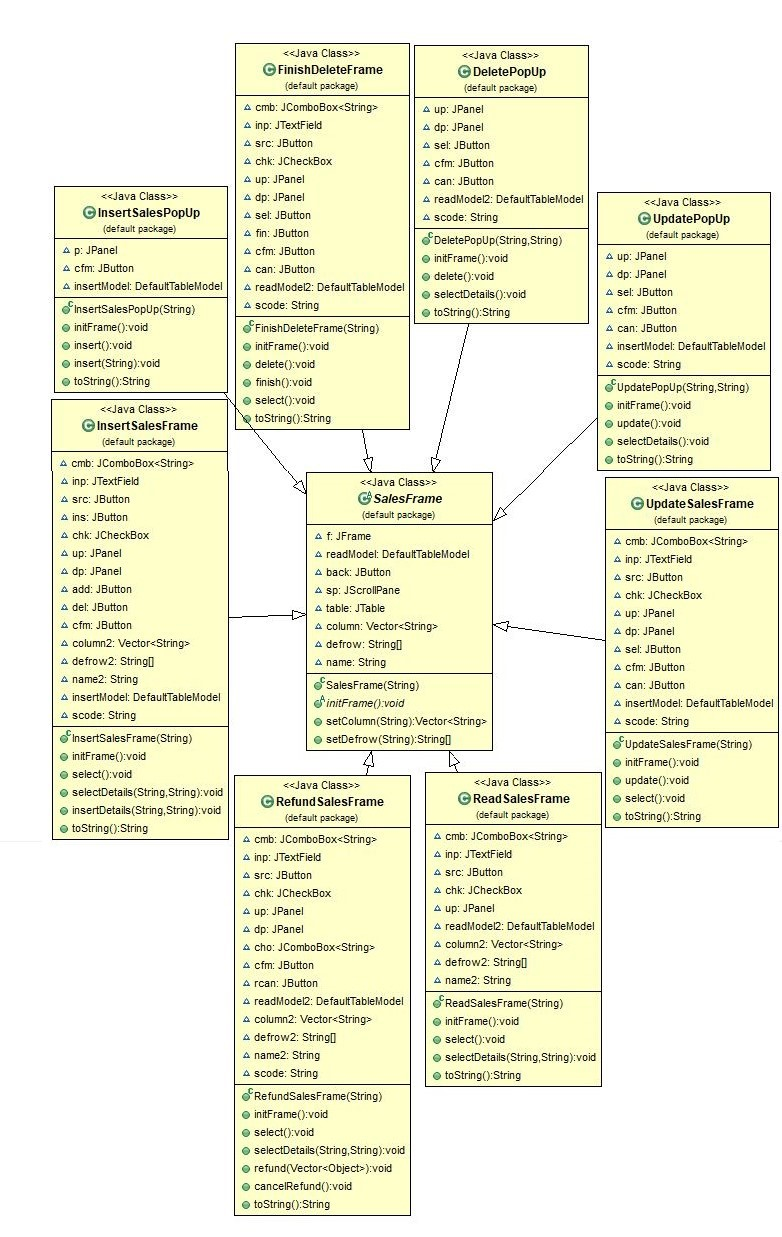 <<Java Class>>
FinishDeleteFrame
(default package)
cmb: JComboBox<String>
inp: JTextField
src: JButton
chk: JCheckBox
up: JPanel
dp: JPanel
sel: JButton
fin: JButton
cfm: JButton
can: JButton
readModel2: DefaultTableModel
scode: String
FinishDeleteFrame(String)
initFrame():void
delete():void
finish():void
select():void
toString():String
<<Java Class>>
DeletePopUp
(default package)
up: JPanel
dp: JPanel
sel: JButton
cfm: JButton
can: JButton
readModel2: DefaultTableModel
scode: String
DeletePopUp(String,String)
initFrame():void
delete():void
selectDetails():void
toString():String
<<Java Class>>
InsertSalesPopUp
(default package)
p: JPanel
cfm: JButton
insertModel: DefaultTableModel
InsertSalesPopUp(String)
initFrame():void
insert():void
insert(String):void
toString():String
<<Java Class>>
UpdatePopUp
(default package)
up: JPanel
dp: JPanel
sel: JButton
cfm: JButton
can: JButton
insertModel: DefaultTableModel
scode: String
UpdatePopUp(String,String)
initFrame():void
update():void
selectDetails():void
toString():String
<<Java Class>>
InsertSalesFrame
(default package)
cmb: JComboBox<String>
inp: JTextField
src: JButton
ins: JButton
chk: JCheckBox
up: JPanel
dp: JPanel
add: JButton
del: JButton
cfm: JButton
column2: Vector<String>
defrow2: String[]
name2: String
insertModel: DefaultTableModel
scode: String
InsertSalesFrame(String)
initFrame():void
select():void
selectDetails(String,String):void
insertDetails(String,String):void
toString():String
<<Java Class>>
SalesFrame
(default package)
f: JFrame
readModel: DefaultTableModel
back: JButton
sp: JScrollPane
table: JTable
column: Vector<String>
defrow: String[]
name: String
SalesFrame(String)
initFrame():void
setColumn(String):Vector<String>
setDefrow(String):String[]
<<Java Class>>
UpdateSalesFrame
(default package)
cmb: JComboBox<String>
inp: JTextField
src: JButton
chk: JCheckBox
up: JPanel
dp: JPanel
sel: JButton
cfm: JButton
can: JButton
insertModel: DefaultTableModel
scode: String
UpdateSalesFrame(String)
initFrame():void
update():void
select():void
toString():String
<<Java Class>>
RefundSalesFrame
(default package)
cmb: JComboBox<String>
inp: JTextField
src: JButton
chk: JCheckBox
up: JPanel
dp: JPanel
cho: JComboBox<String>
cfm: JButton
rcan: JButton
readModel2: DefaultTableModel
column2: Vector<String>
defrow2: String[]
name2: String
scode: String
RefundSalesFrame(String)
initFrame():void
select():void
selectDetails(String,String):void
refund(Vector<Object>):void
cancelRefund():void
toString():String
<<Java Class>>
ReadSalesFrame
(default package)
cmb: JComboBox<String>
inp: JTextField
src: JButton
chk: JCheckBox
up: JPanel
readModel2: DefaultTableModel
column2: Vector<String>
defrow2: String[]
name2: String
ReadSalesFrame(String)
initFrame():void
select():void
selectDetails(String,String):void
toString():String